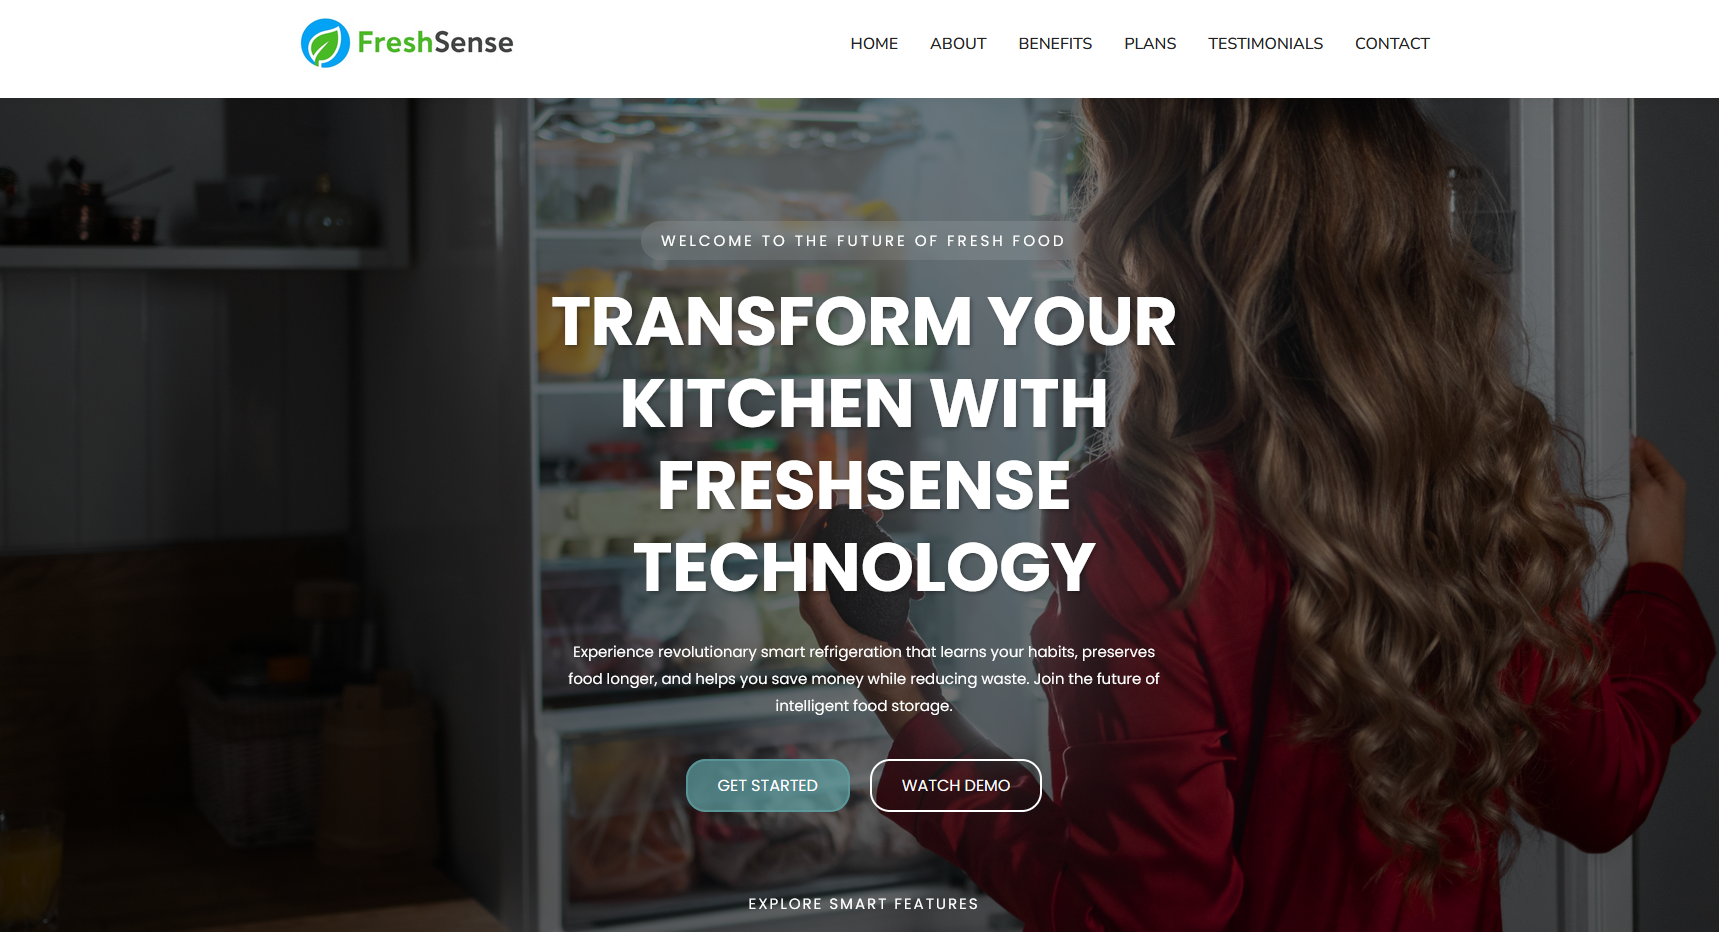 FreshSense
HOME ABOUT BENEFITS PLANS TESTIMONIALS CONTACT
WELCOME TO THE FUTURE OF FRESH FOOD
TRANSFORM YOUR
KITCHEN WITH
FRESHSENSE
TECHNOLOGY
Experience revolutionary smart refrigeration that learns your habits, preserves
food longer, and helps you save money while reducing waste. Join the future of
intelligent food storage.
GET STARTED WATCH DEMO
EXPLORE SMART FEATURES